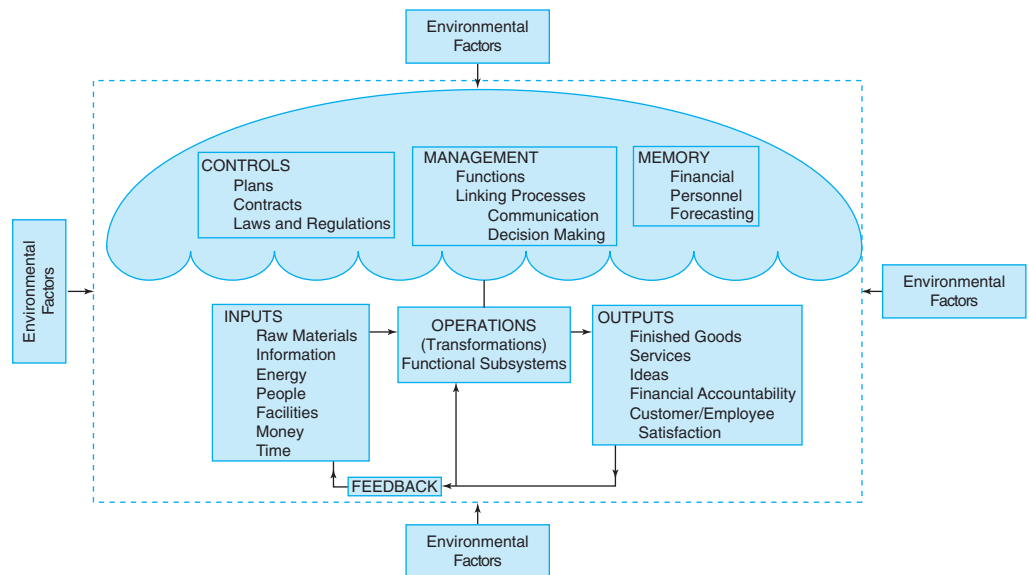 Environmental
Factors
CONTROLS
Plans
Contracts
Laws and Regulations
MANAGEMENT
Functions
Linking Processes
Communication
Decision Making
MEMORY
Financial
Personnel
Forecasting
Environmental
Factors
Environmental
Factors
INPUTS
Raw Materials
Information
Energy
People
Facilities
Money
Time
OPERATIONS
(Transformations)
Functional Subsystems
OUTPUTS
Finished Goods
Services
Ideas
Financial Accountability
Customer/Employee
Satisfaction
FEEDBACK
Environmental
Factors